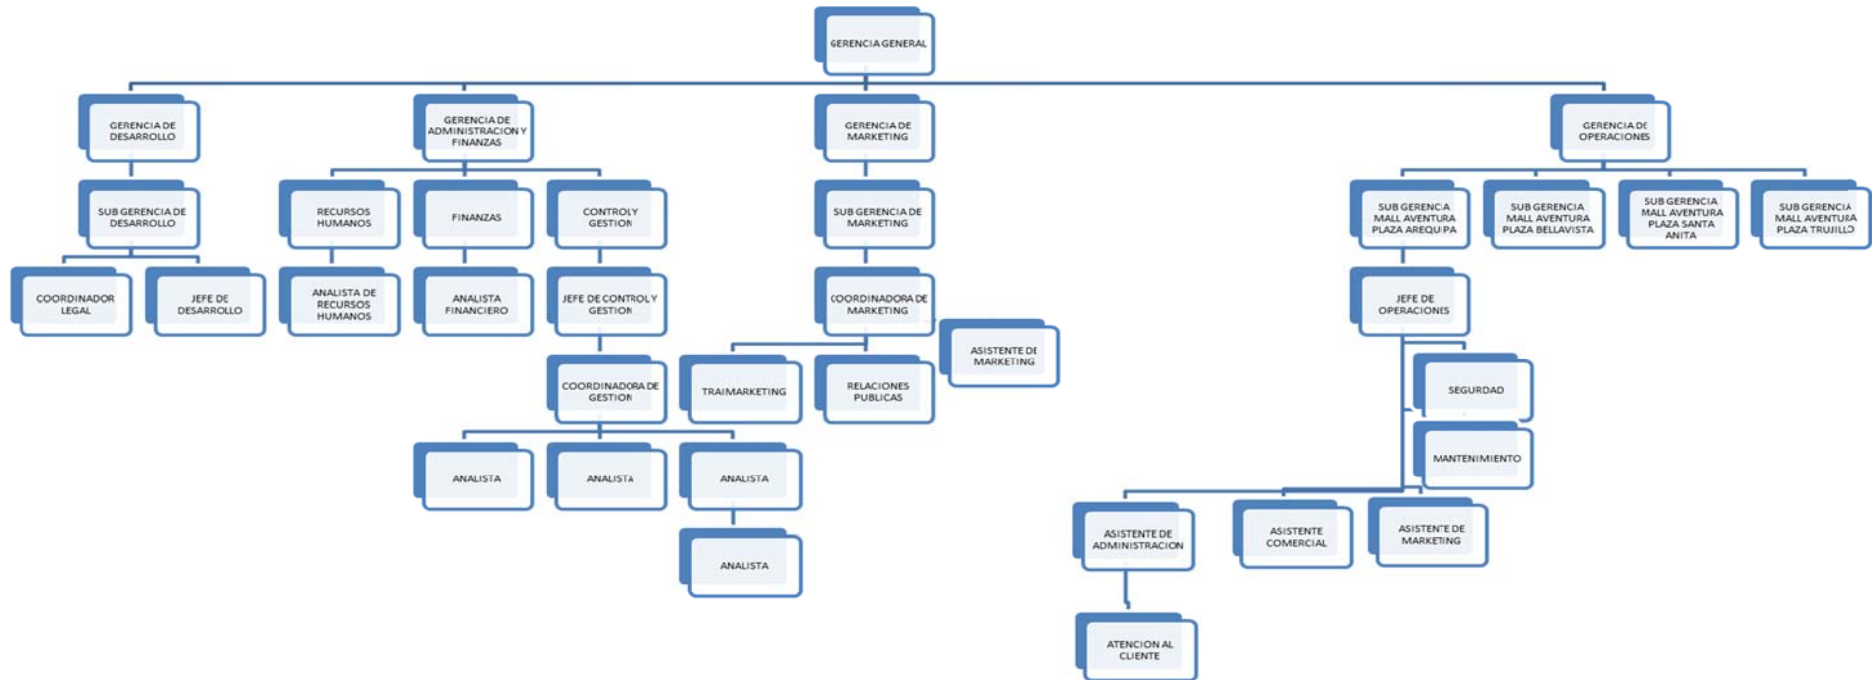 GERENCIA GENERAL
GERENCIA DE
DESARROLLO
GERENCIA DE
ADMINISTRACION Y
FINANZAS
GERENCIA DE
MARKETING
GERENCIA DE
OPERACIONES
SUB GERENCIA DE
DESARROLLO
RECURSOS
HUMANOS
FINANZAS
CONTROL Y
GESTION
SUB GERENCIA DE
MARKETING
SUB GERENCIA
MALL AVENTURA
PLAZA AREQUIPA
SUB GERENCIA
MALL AVENTURA
PLAZA BELLAVISTA
SUB GERENCIA
MALL AVENTURA
PLAZA SANTA
ANITA
SUB GERENCIA
MALL AVENTURA
PLAZA TRUJILLO
COORDINADOR
LEGAL
JEFE DE
DESARROLLO
ANALISTA DE
RECURSOS
HUMANOS
ANALISTA
FINANCIERO
JEFE DE CONTROL Y
GESTION
COORDINADORA DE
MARKETING
JEFE DE
OPERACIONES
ASISTENTE DE
MARKETING
COORDINADORA DE
GESTION
TRAIMARKETING
RELACIONES
PUBLICAS
SEGURDAD
MANTENIMIENTO
ANALISTA
ANALISTA
ANALISTA
ASISTENTE DE
ADMINISTRACION
ASISTENTE
COMERCIAL
ASISTENTE DE
MARKETING
ANALISTA
ATENCION AL
CLIENTE